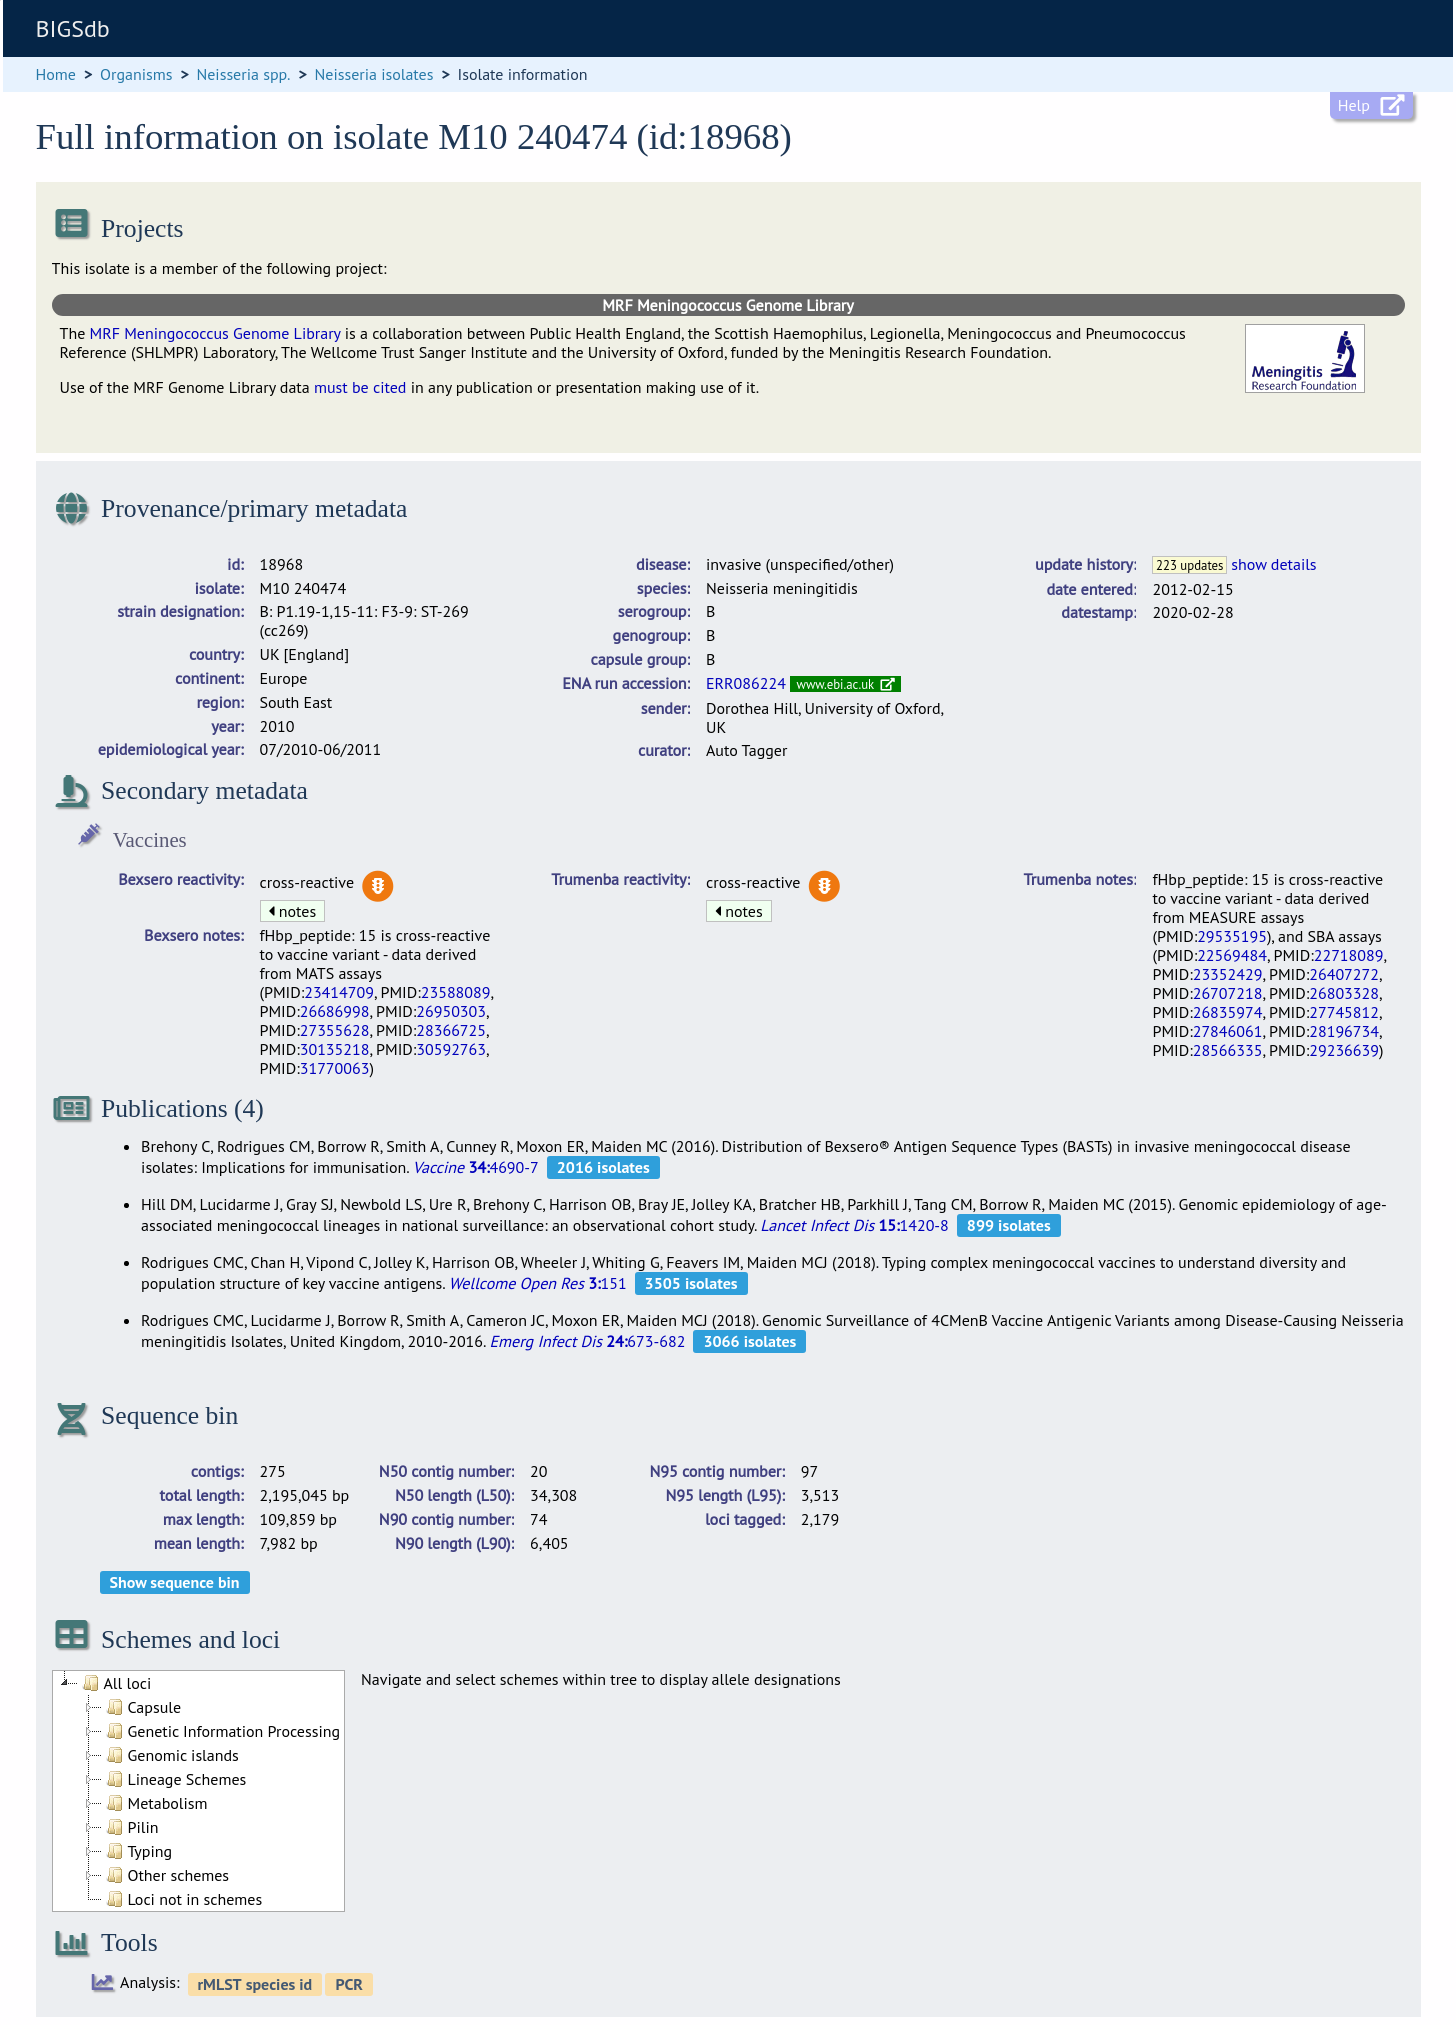 BIGSdb
Home > Organisms > Neisseria spp. > Neisseria isolates > Isolate information
Help
Full information on isolate M10 240474 (id:18968)
Projects
This isolate is a member of the following project:
MRF Meningococcus Genome Library
The MRF Meningococcus Genome Library is a collaboration between Public Health England, the Scottish Haemophilus, Legionella, Meningococcus and Pneumococcus
Reference (SHLMPR) Laboratory, The Wellcome Trust Sanger Institute and the University of Oxford, funded by the Meningitis Research Foundation.
Use of the MRF Genome Library data must be cited in any publication or presentation making use of it.
Meningitis
Research Foundation
Provenance/primary metadata
id: 18968
isolate: M10 240474
strain designation: B: P1.19-1,15-11: F3-9: ST-269
(cc269)
country: UK [England]
continent: Europe
region: South East
year: 2010
epidemiological year: 07/2010-06/2011
disease: invasive (unspecified/other)
species: Neisseria meningitidis
serogroup: B
genogroup: B
capsule group: B
ENA run accession: ERR086224 www.ebi.ac.uk
sender: Dorothea Hill, University of Oxford,
UK
curator: Auto Tagger
update history: 223 updates show details
date entered: 2012-02-15
datestamp: 2020-02-28
Secondary metadata
Vaccines
Bexsero reactivity: cross-reactive
notes
Bexsero notes: fHbp_peptide: 15 is cross-reactive
to vaccine variant - data derived
from MATS assays
(PMID:23414709, PMID:23588089,
PMID:26686998, PMID:26950303,
PMID:27355628, PMID:28366725,
PMID:30135218, PMID:30592763,
PMID:31770063)
Trumenba reactivity: cross-reactive
notes
Trumenba notes: fHbp_peptide: 15 is cross-reactive
to vaccine variant - data derived
from MEASURE assays
(PMID:29535195), and SBA assays
(PMID:22569484, PMID:22718089,
PMID:23352429, PMID:26407272,
PMID:26707218, PMID:26803328,
PMID:26835974, PMID:27745812,
PMID:27846061, PMID:28196734,
PMID:28566335, PMID:29236639)
Publications (4)
• Brehony C, Rodrigues CM, Borrow R, Smith A, Cunney R, Moxon ER, Maiden MC (2016). Distribution of Bexsero® Antigen Sequence Types (BASTs) in invasive meningococcal disease
isolates: Implications for immunisation. Vaccine 34:4690-7 2016 isolates
• Hill DM, Lucidarme J, Gray SJ, Newbold LS, Ure R, Brehony C, Harrison OB, Bray JE, Jolley KA, Bratcher HB, Parkhill J, Tang CM, Borrow R, Maiden MC (2015). Genomic epidemiology of age-
associated meningococcal lineages in national surveillance: an observational cohort study. Lancet Infect Dis 15:1420-8 899 isolates
• Rodrigues CMC, Chan H, Vipond C, Jolley K, Harrison OB, Wheeler J, Whiting G, Feavers IM, Maiden MCJ (2018). Typing complex meningococcal vaccines to understand diversity and
population structure of key vaccine antigens. Wellcome Open Res 3:151 3505 isolates
• Rodrigues CMC, Lucidarme J, Borrow R, Smith A, Cameron JC, Moxon ER, Maiden MCJ (2018). Genomic Surveillance of 4CMenB Vaccine Antigenic Variants among Disease-Causing Neisseria
meningitidis Isolates, United Kingdom, 2010-2016. Emerg Infect Dis 24:673-682 3066 isolates
Sequence bin
contigs: 275
total length: 2,195,045 bp
max length: 109,859 bp
mean length: 7,982 bp
N50 contig number: 20
N50 length (L50): 34,308
N90 contig number: 74
N90 length (L90): 6,405
N95 contig number: 97
N95 length (L95): 3,513
loci tagged: 2,179
Show sequence bin
Schemes and loci
All loci
Capsule
Genetic Information Processing
Genomic islands
Lineage Schemes
Metabolism
Pilin
Typing
Other schemes
Loci not in schemes
Navigate and select schemes within tree to display allele designations
Tools
Analysis: rMLST species id PCR